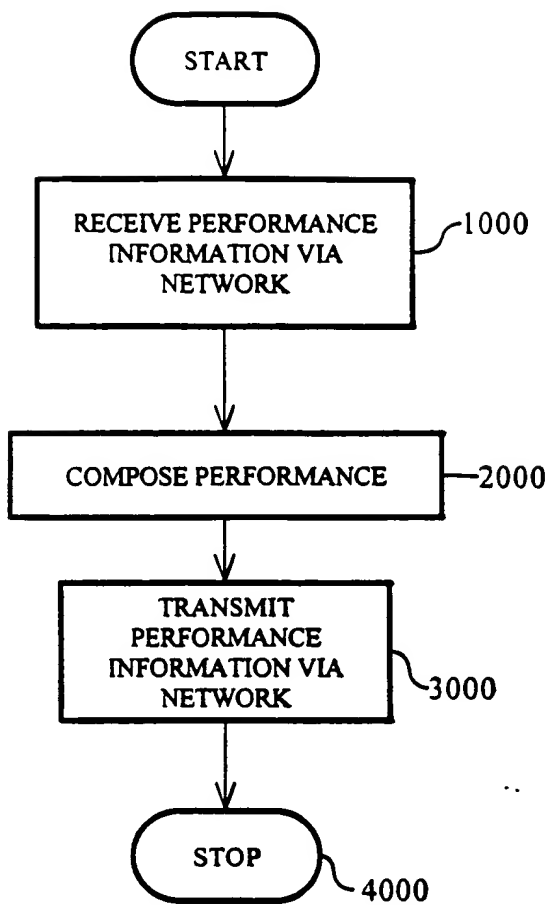 START
RECEIVE PERFORMANCE
INFORMATION VIA
NETWORK
1000
COMPOSE PERFORMANCE
2000
TRANSMIT
PERFORMANCE
INFORMATION VIA
NETWORK
3000
STOP
4000